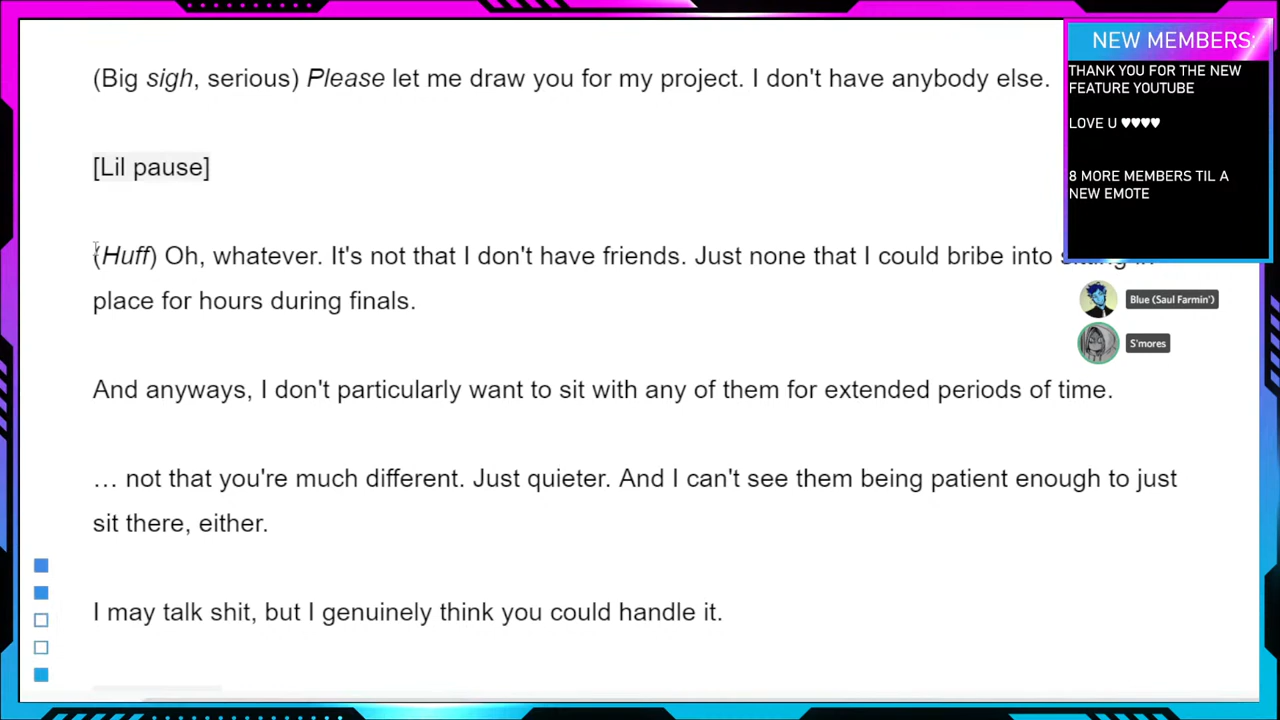 (Big sigh, serious) Please let me draw you for my project. I don't have anybody else.
[Lil pause]
(Huff) Oh, whatever. It's not that I don't have friends. Just none that I could bribe into
place for hours during finals.
And anyways, I don't particularly want to sit with any of them for extended periods of time.
… not that you're much different. Just quieter. And I can't see them being patient enough to just
sit there, either.
I may talk shit, but I genuinely think you could handle it.
NEW MEMBERS:
THANK YOU FOR THE NEW
FEATURE YOUTUBE
LOVE U ♥♥♥♥
8 MORE MEMBERS TIL A
NEW EMOTE
Blue (Saul Farmin')
S'mores